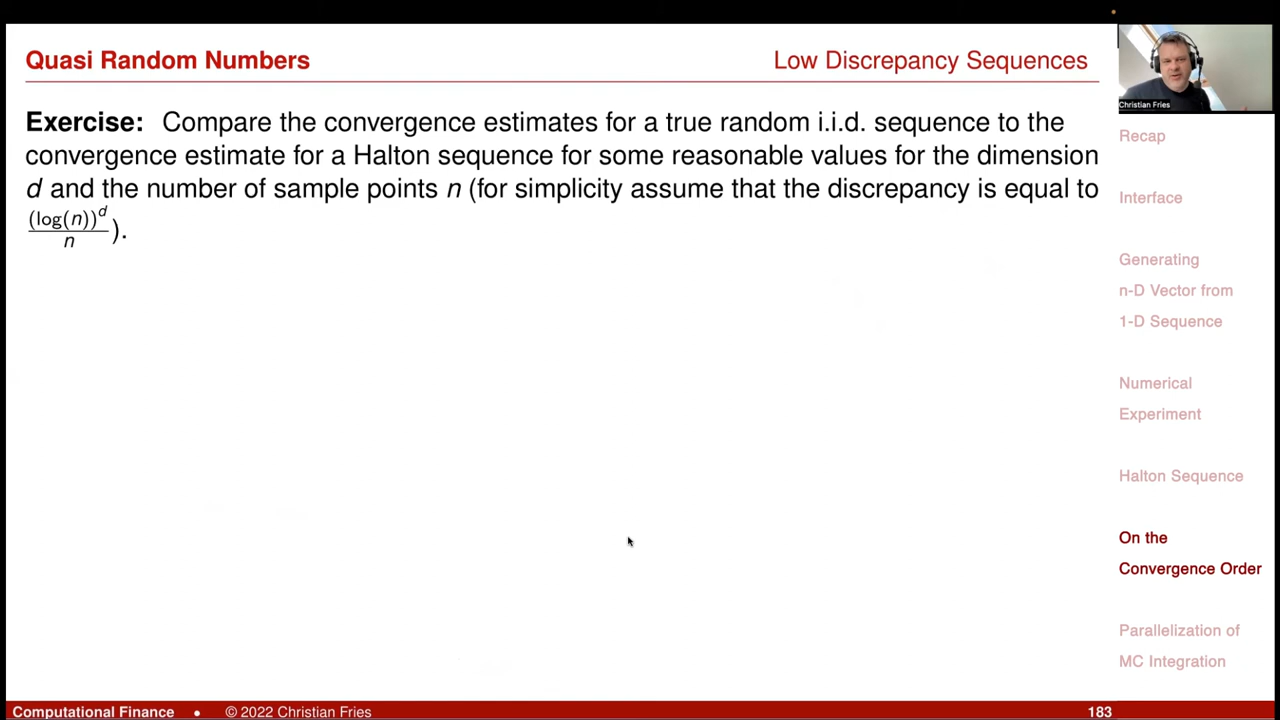 Quasi Random Numbers
Low Discrepancy Sequences
Exercise: Compare the convergence estimates for a true random i.i.d. sequence to the
convergence estimate for a Halton sequence for some reasonable values for the dimension
d and the number of sample points n (for simplicity assume that the discrepancy is equal to
(log(n))^d / n ).
Christian Fries
Recap
Interface
Generating
n-D Vector from
1-D Sequence
Numerical
Experiment
Halton Sequence
On the
Convergence Order
Parallelization of
MC Integration
Computational Finance • © 2022 Christian Fries
183